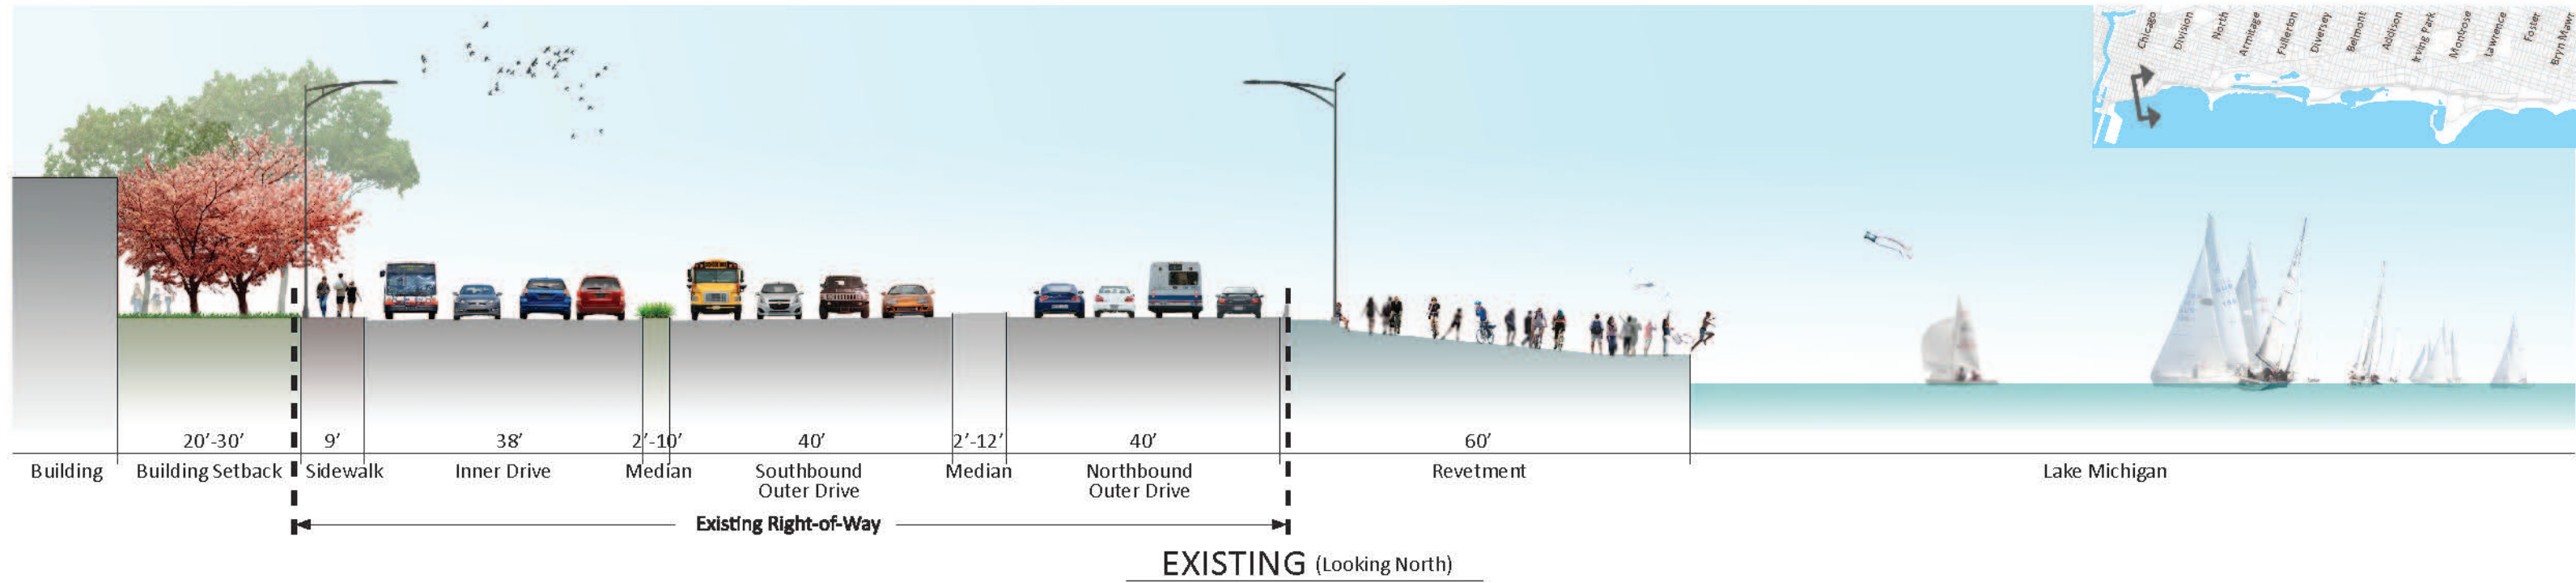 Chicago
Division
North
Armitage
Fullerton
Diversey
Belmont
Addison
Irving Park
Montrose
Lawrence
Foster
Bryn Mawr
20’-30’ 9’ 38’ 2’-10’ 40’ 2’-12’ 40’ 60’
Building Building Setback Sidewalk Inner Drive Median Southbound Median Northbound Revetment Lake Michigan
Outer Drive Outer Drive
Existing Right-of-Way
EXISTING (Looking North)